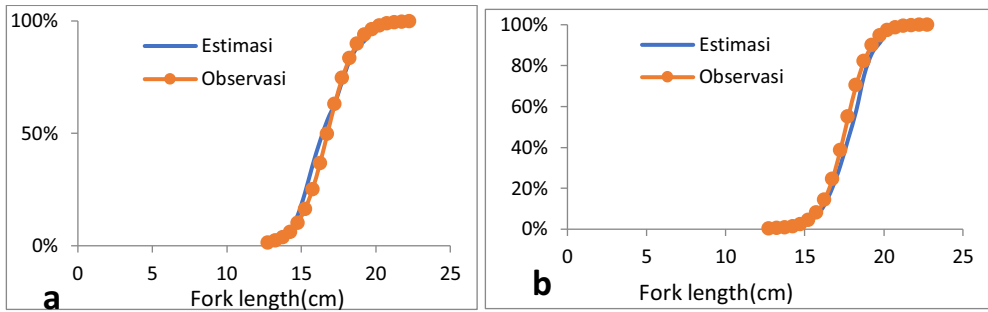 100%
50%
0%
Estimasi
Observasi
0 5 10 15 20 25
Fork length(cm)
a
100%
80%
60%
40%
20%
0%
Estimasi
Observasi
0 5 10 15 20 25
Fork length(cm)
b